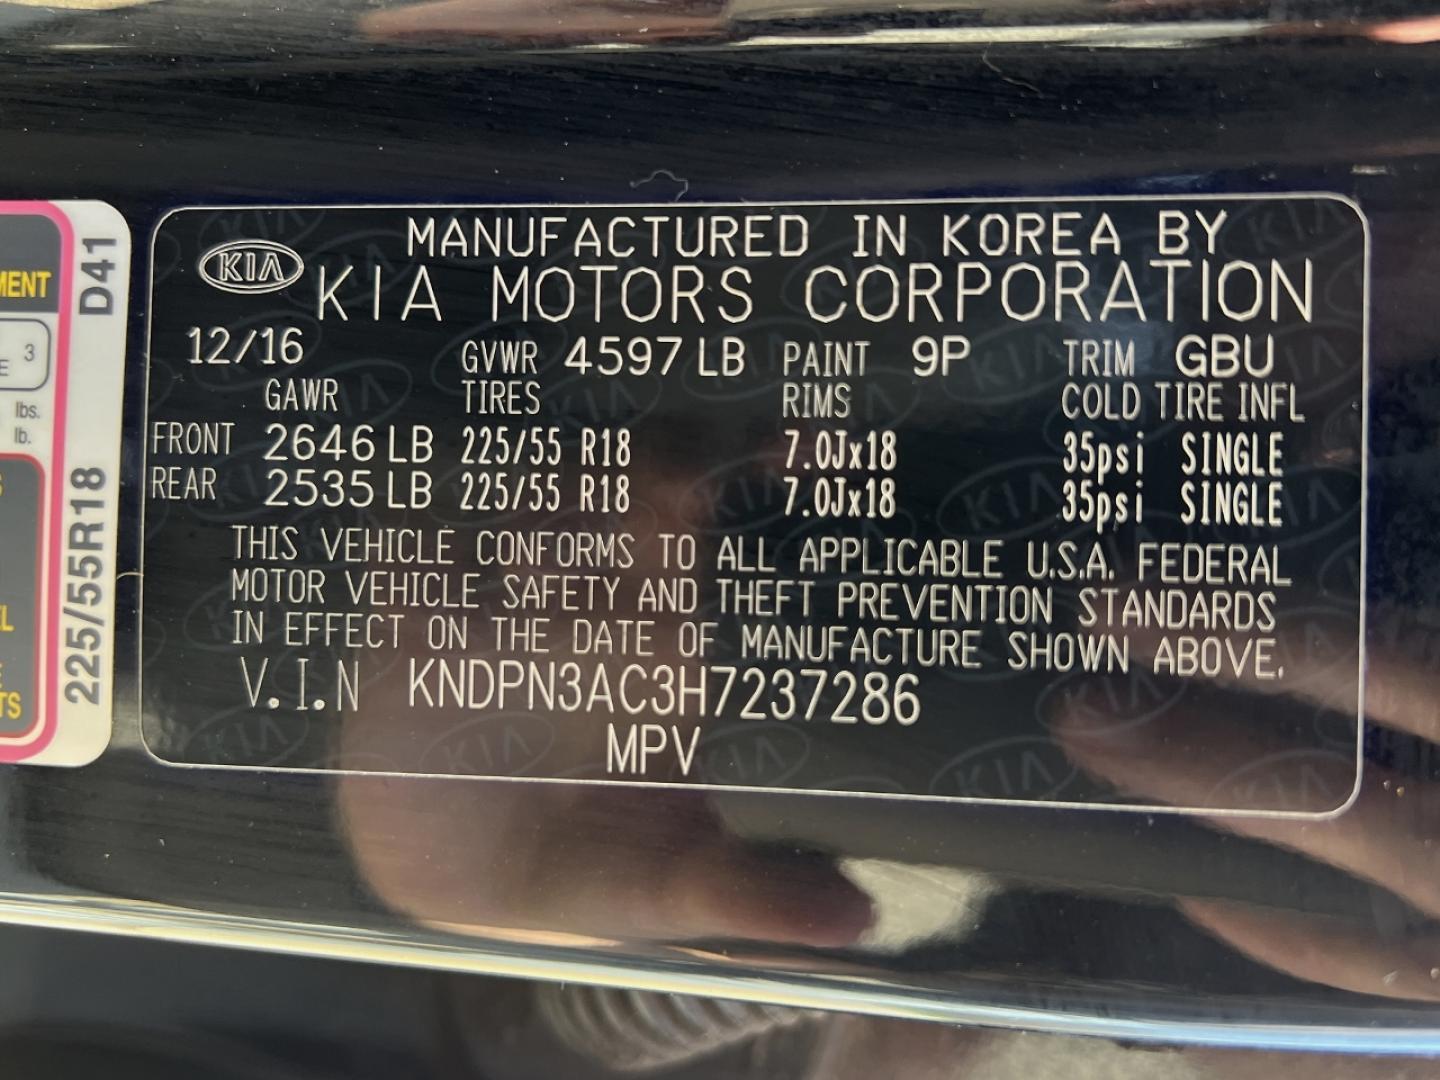 MENT
D41
E 3
lbs.
lb.
225/55R18
S
EL
TS
KIA
MANUFACTURED IN KOREA BY
KIA MOTORS CORPORATION
12/16 GVWR 4597 LB PAINT 9P TRIM GBU
GAWR TIRES RIMS COLD TIRE INFL
FRONT 2646 LB 225/55 R18 7.0Jx18 35psi SINGLE
REAR 2535 LB 225/55 R18 7.0Jx18 35psi SINGLE
THIS VEHICLE CONFORMS TO ALL APPLICABLE U.S.A. FEDERAL
MOTOR VEHICLE SAFETY AND THEFT PREVENTION STANDARDS
IN EFFECT ON THE DATE OF MANUFACTURE SHOWN ABOVE.
V.I.N KNDPN3AC3H7237286
MPV